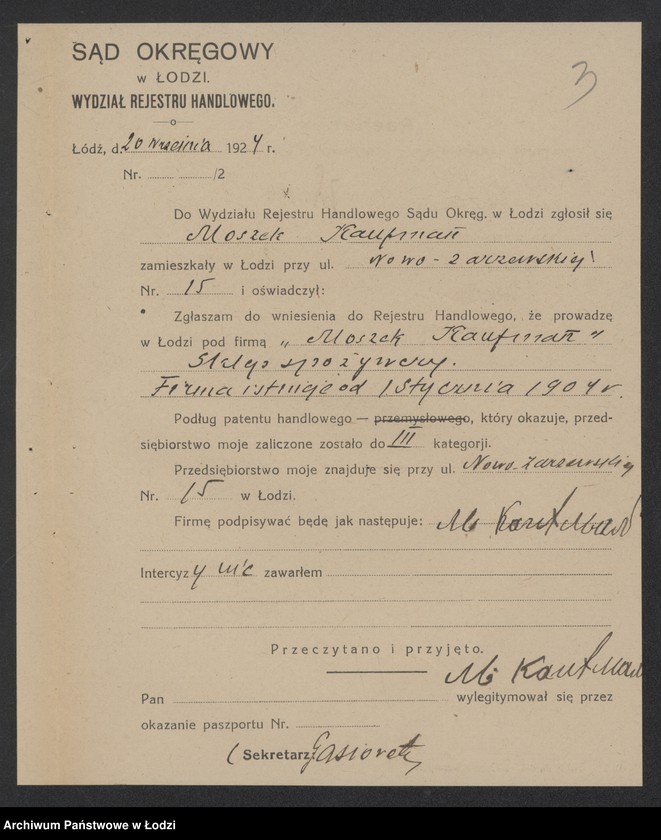 3
SĄD OKRĘGOWY
w ŁODZI.
WYDZIAŁ REJESTRU HANDLOWEGO.
Łódź, d. 20 września 1924 r.
Nr. /2
Do Wydziału Rejestru Handlowego Sądu Okręg. w Łodzi zgłosił się
Moszek Kaufman
zamieszkały w Łodzi przy ul. Nowo-Zarzewskiej
Nr. 15 i oświadczył:
Zgłaszam do wniesienia do Rejestru Handlowego, że prowadzę
w Łodzi pod firmą „Moszek Kaufman"
Sklep spożywczy.
Firma istnieje od 1 Stycznia 1904 r.
Podług patentu handlowego — przemysłowego, który okazuje, przed-
siębiorstwo moje zaliczone zostało do III kategorji.
Przedsiębiorstwo moje znajduje się przy ul. Nowo-Zarzewskiej
Nr. 15 w Łodzi.
Firmę podpisywać będę jak następuje: M Kaufman
Intercyzy nie zawarłem
Przeczytano i przyjęto.
M Kaufman
Pan wylegitymował się przez
okazanie paszportu Nr.
(Sekretarz
Archiwum Państwowe w Łodzi